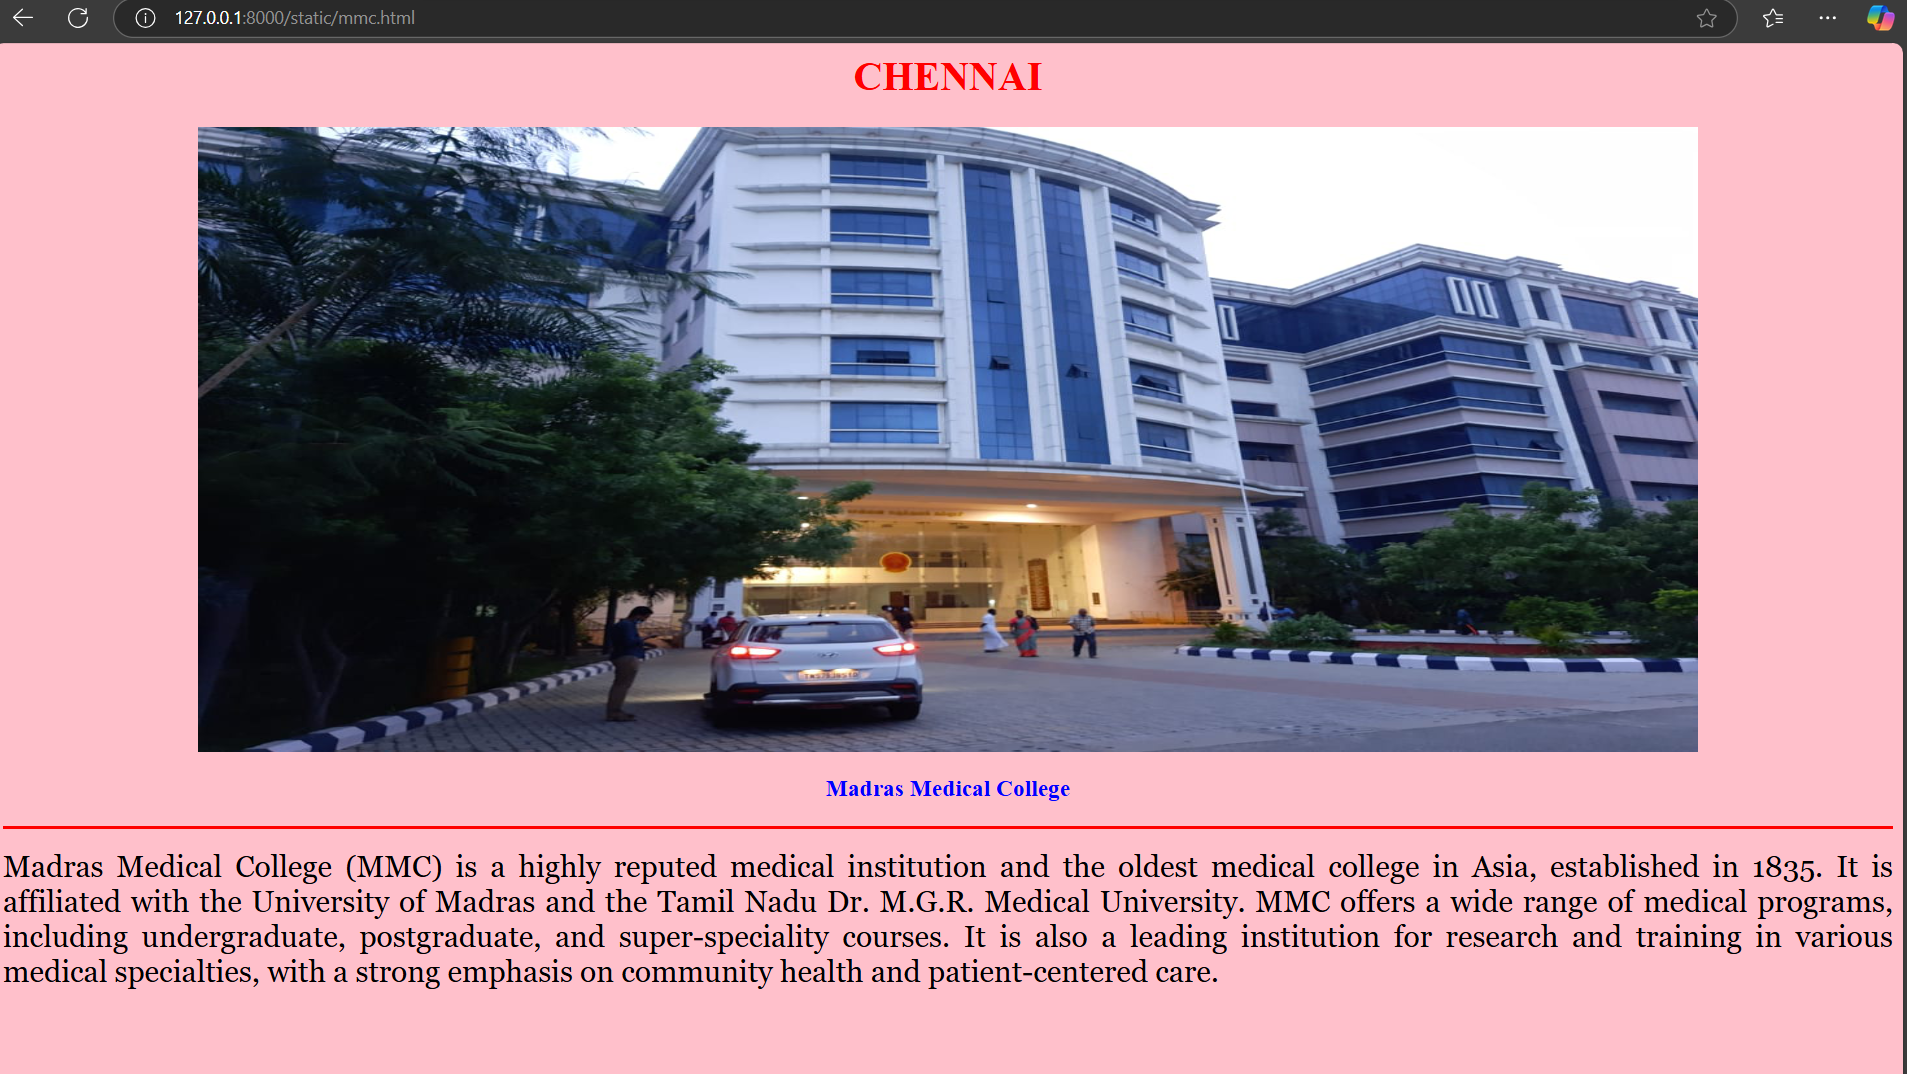 127.0.0.1:8000/static/mmc.html
CHENNAI
Madras Medical College
Madras Medical College (MMC) is a highly reputed medical institution and the oldest medical college in Asia, established in 1835. It is
affiliated with the University of Madras and the Tamil Nadu Dr. M.G.R. Medical University. MMC offers a wide range of medical programs,
including undergraduate, postgraduate, and super-speciality courses. It is also a leading institution for research and training in various
medical specialties, with a strong emphasis on community health and patient-centered care.